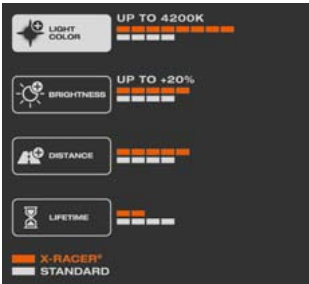 UP TO 4200K
LIGHT
COLOR
UP TO +20%
BRIGHTNESS
DISTANCE
LIFETIME
X-RACER®
STANDARD